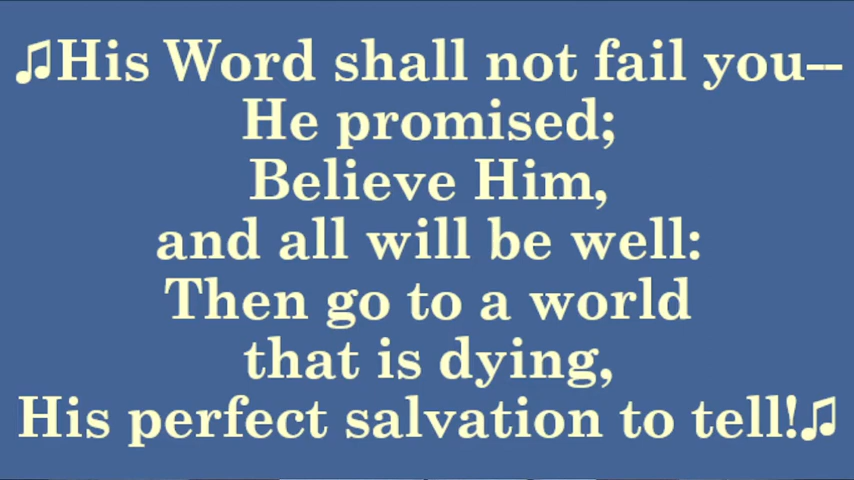 ♫His Word shall not fail you--
He promised;
Believe Him,
and all will be well:
Then go to a world
that is dying,
His perfect salvation to tell!♫